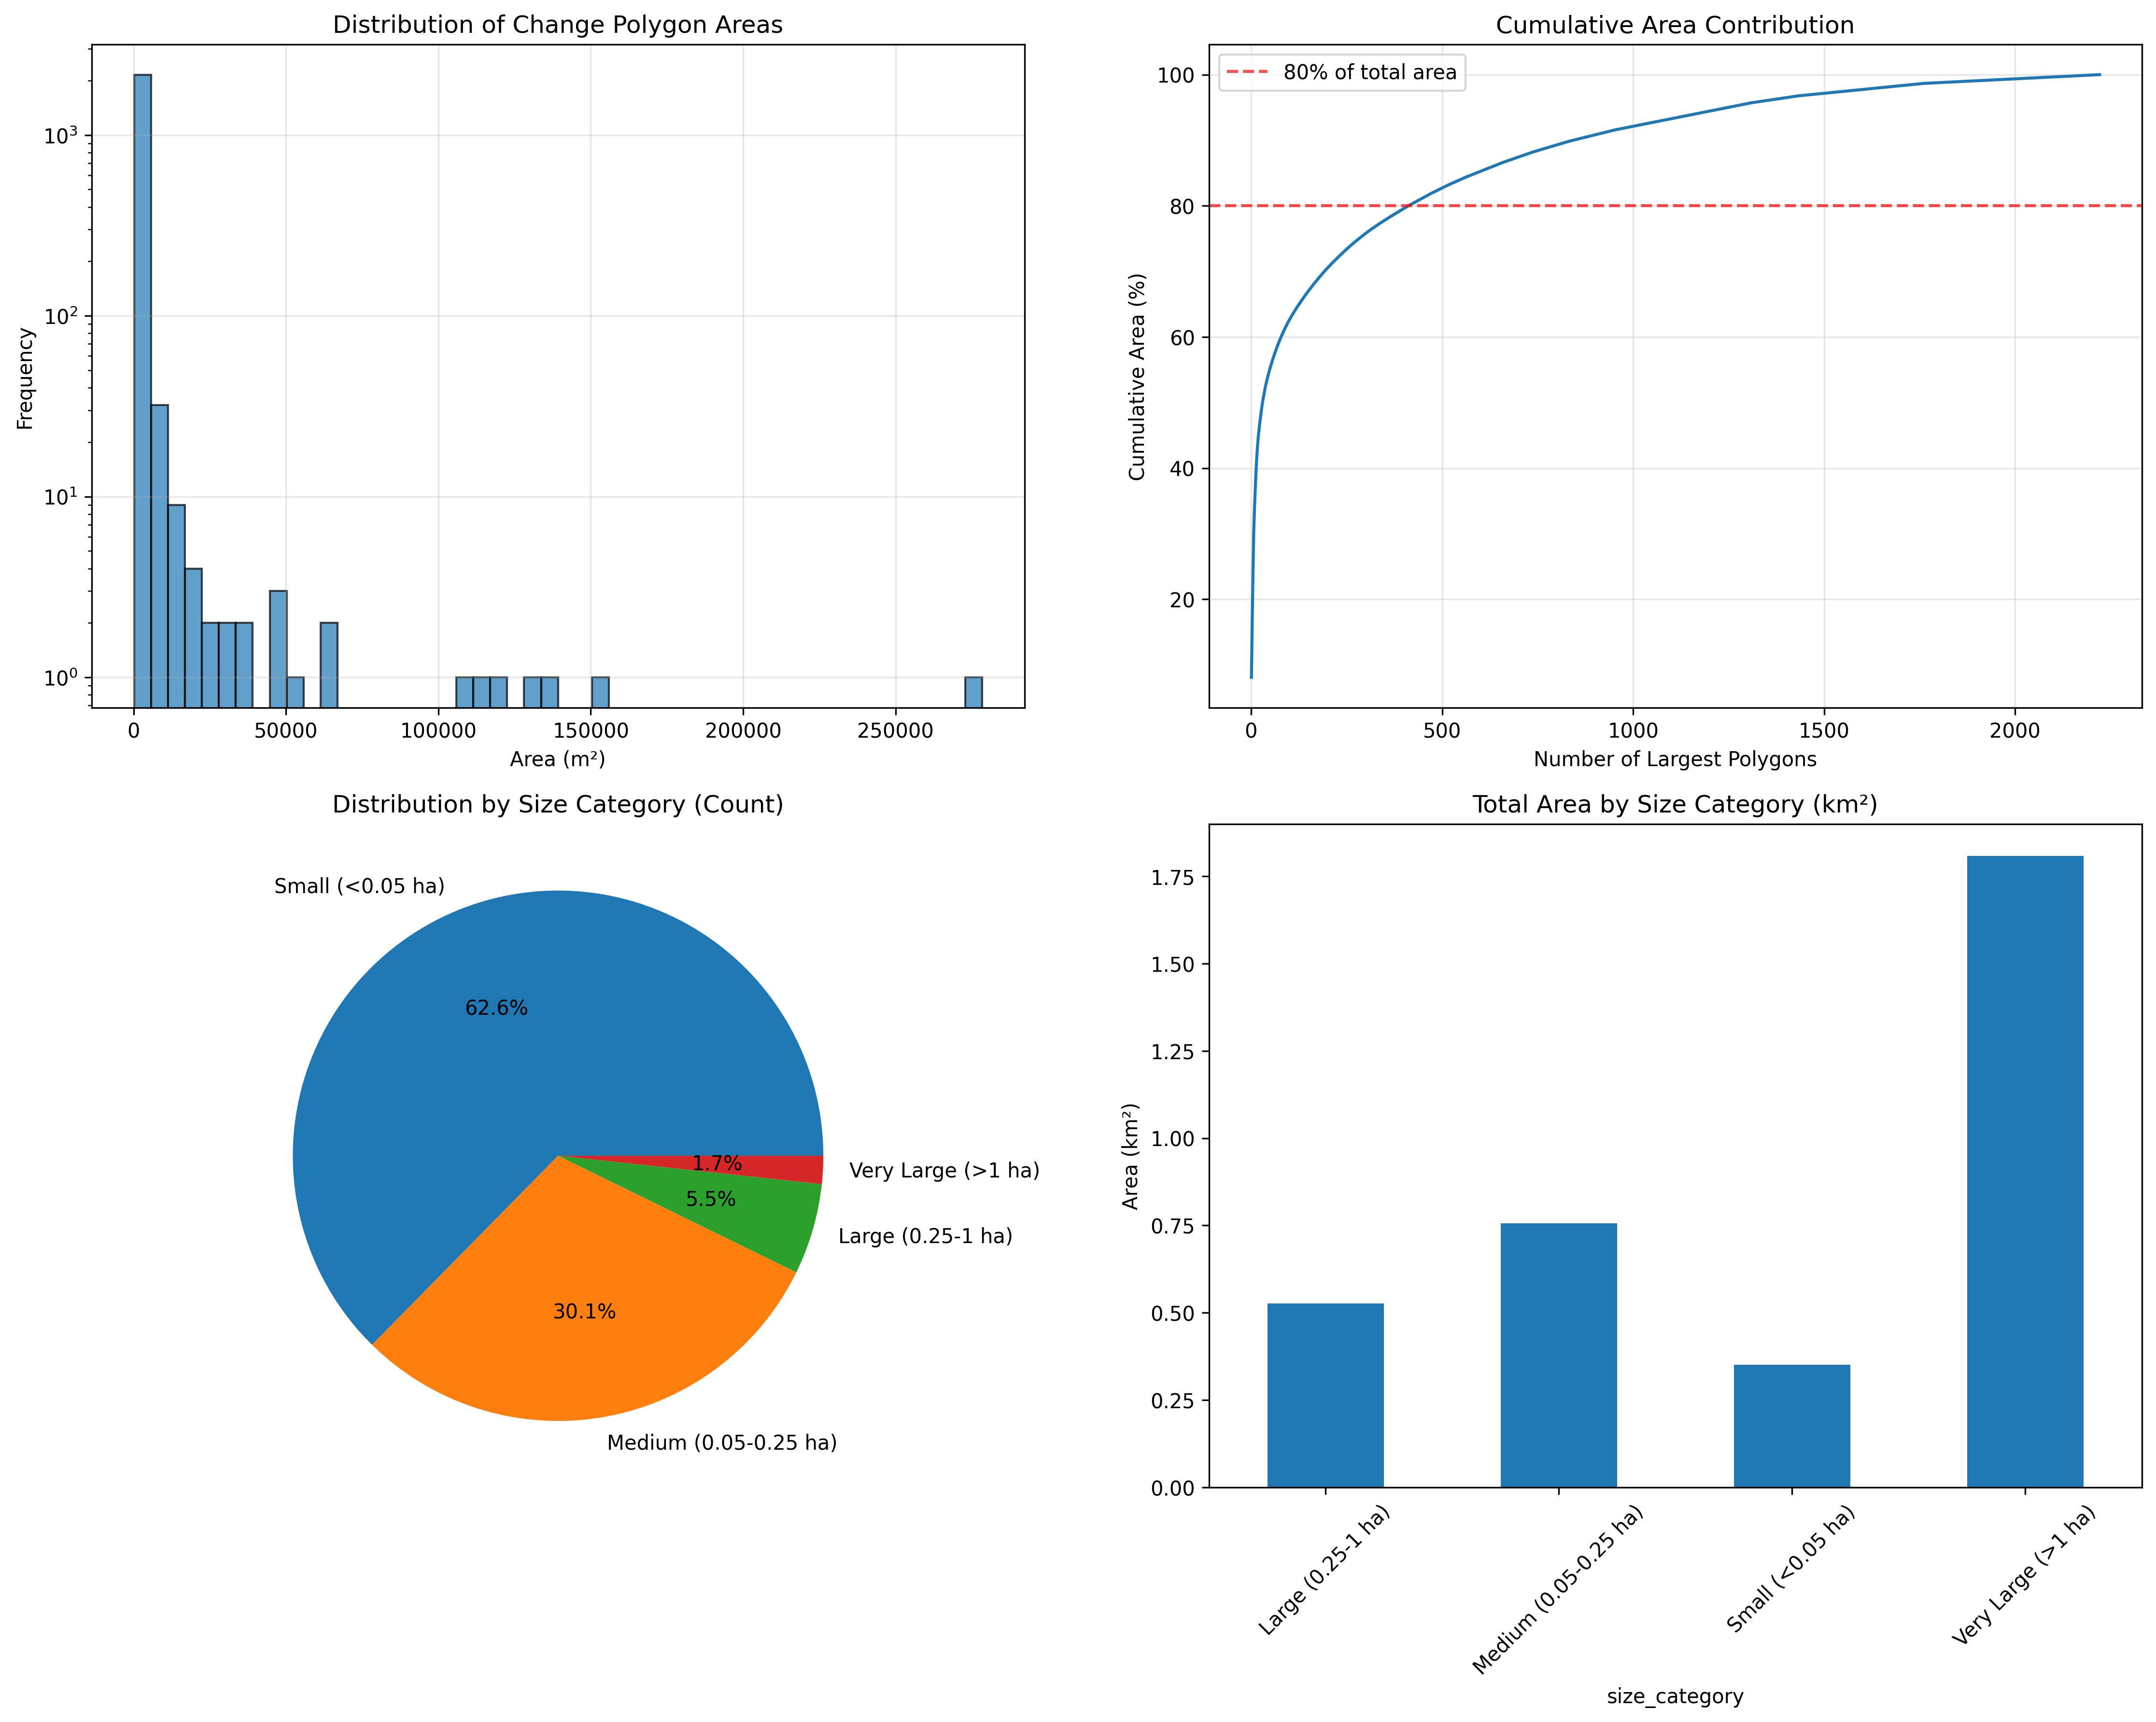 Distribution of Change Polygon Areas
Frequency
10³
10²
10¹
10⁰
0 50000 100000 150000 200000 250000
Area (m²)
Cumulative Area Contribution
80% of total area
Cumulative Area (%)
100
80
60
40
20
0 500 1000 1500 2000
Number of Largest Polygons
Distribution by Size Category (Count)
Small (<0.05 ha)
62.6%
1.7%
Very Large (>1 ha)
5.5%
Large (0.25-1 ha)
30.1%
Medium (0.05-0.25 ha)
Total Area by Size Category (km²)
Area (km²)
1.75
1.50
1.25
1.00
0.75
0.50
0.25
0.00
Large (0.25-1 ha)
Medium (0.05-0.25 ha)
Small (<0.05 ha)
Very Large (>1 ha)
size_category